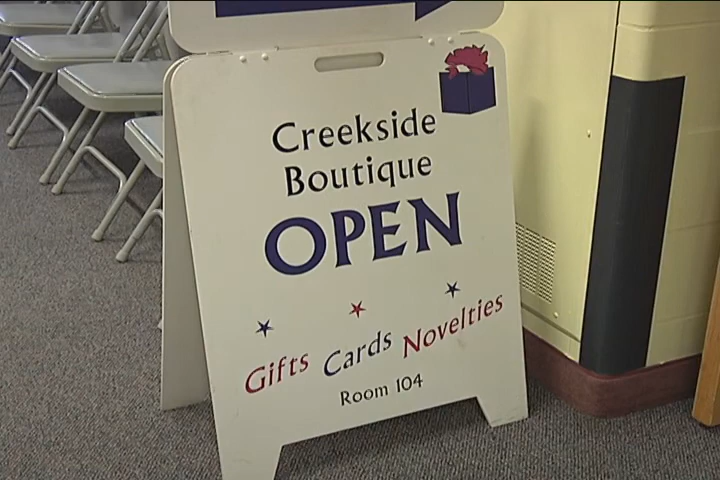 Creekside
Boutique
OPEN
Gifts Cards Novelties
Room 104